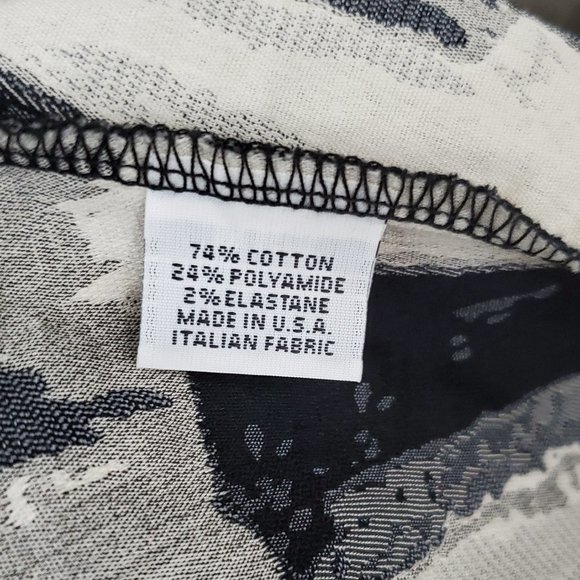 74% COTTON
24% POLYAMIDE
2% ELASTANE
MADE IN U.S.A.
ITALIAN FABRIC